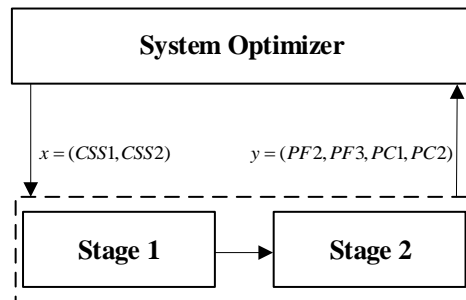 System Optimizer
x = (CSS1,CSS2)
y = (PF2,PF3,PC1,PC2)
Stage 1
Stage 2